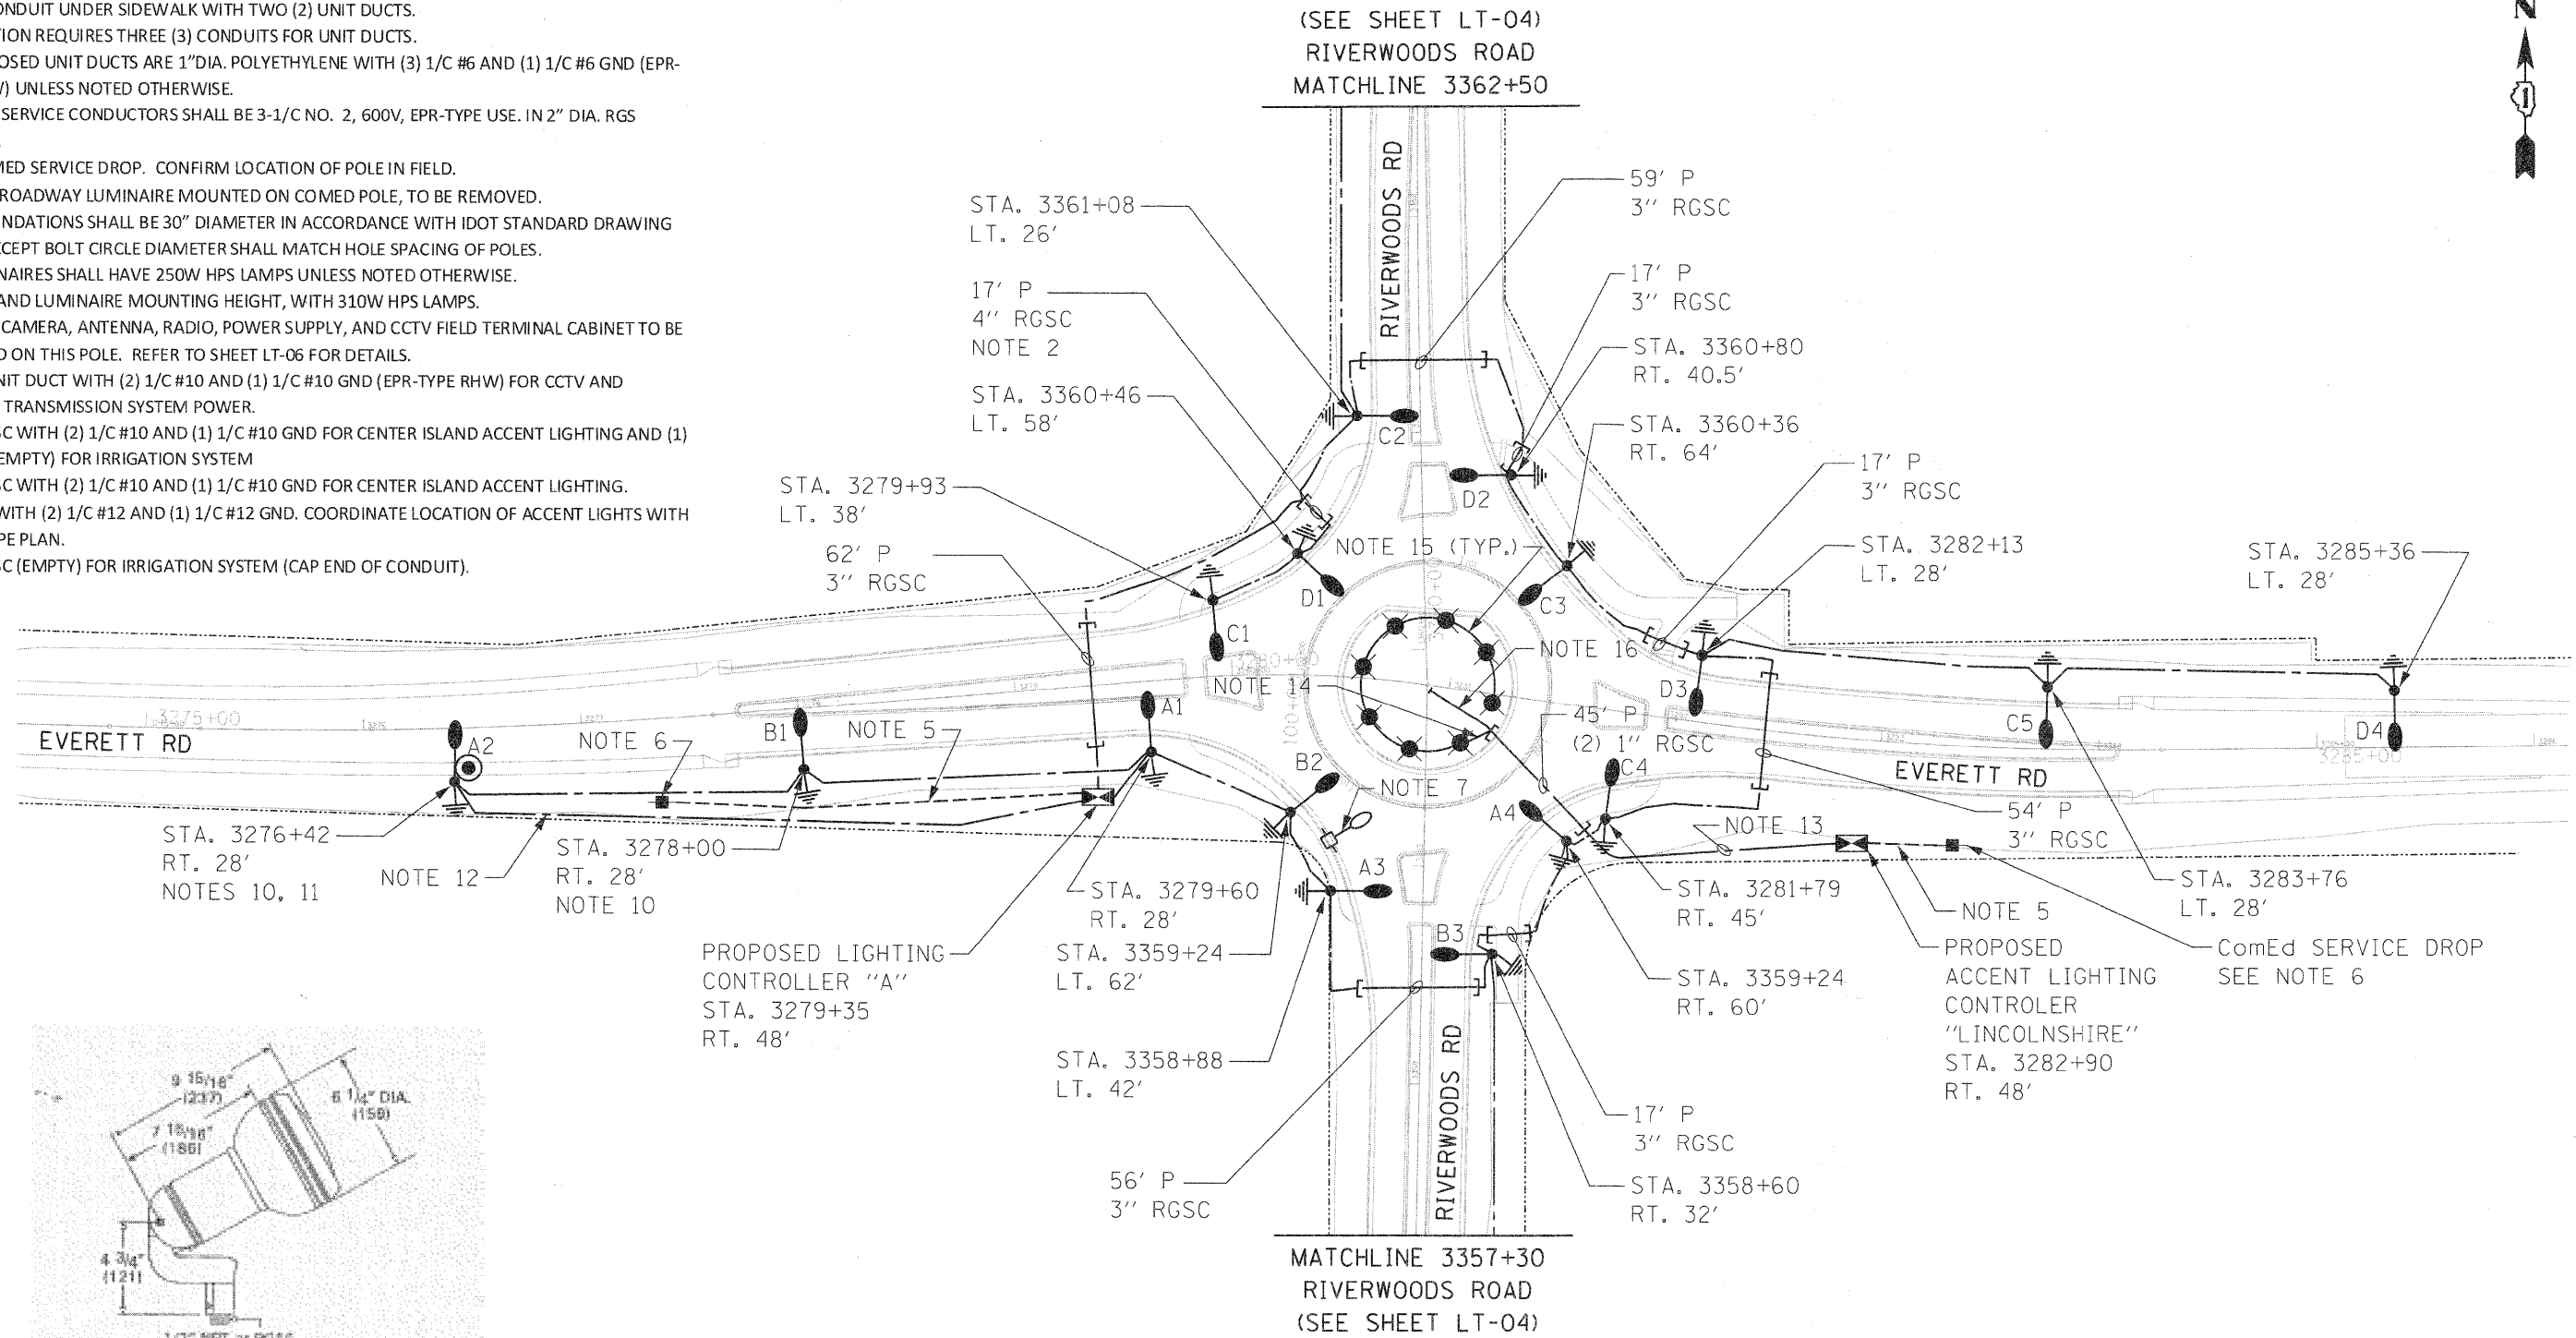 ONDUIT UNDER SIDEWALK WITH TWO (2) UNIT DUCTS.
TION REQUIRES THREE (3) CONDUITS FOR UNIT DUCTS.
OSED UNIT DUCTS ARE 1"DIA. POLYETHYLENE WITH (3) 1/C #6 AND (1) 1/C #6 GND (EPR-
/) UNLESS NOTED OTHERWISE.
SERVICE CONDUCTORS SHALL BE 3-1/C NO. 2, 600V, EPR-TYPE USE. IN 2" DIA. RGS
MED SERVICE DROP. CONFIRM LOCATION OF POLE IN FIELD.
ROADWAY LUMINAIRE MOUNTED ON COMED POLE, TO BE REMOVED.
NDATIONS SHALL BE 30" DIAMETER IN ACCORDANCE WITH IDOT STANDARD DRAWING
CEPT BOLT CIRCLE DIAMETER SHALL MATCH HOLE SPACING OF POLES.
NAIRES SHALL HAVE 250W HPS LAMPS UNLESS NOTED OTHERWISE.
AND LUMINAIRE MOUNTING HEIGHT, WITH 310W HPS LAMPS.
CAMERA, ANTENNA, RADIO, POWER SUPPLY, AND CCTV FIELD TERMINAL CABINET TO BE
D ON THIS POLE. REFER TO SHEET LT-06 FOR DETAILS.
NIT DUCT WITH (2) 1/C #10 AND (1) 1/C #10 GND (EPR-TYPE RHW) FOR CCTV AND
TRANSMISSION SYSTEM POWER.
SC WITH (2) 1/C #10 AND (1) 1/C #10 GND FOR CENTER ISLAND ACCENT LIGHTING AND (1)
EMPTY) FOR IRRIGATION SYSTEM
SC WITH (2) 1/C #10 AND (1) 1/C #10 GND FOR CENTER ISLAND ACCENT LIGHTING.
WITH (2) 1/C #12 AND (1) 1/C #12 GND. COORDINATE LOCATION OF ACCENT LIGHTS WITH
PE PLAN.
SC (EMPTY) FOR IRRIGATION SYSTEM (CAP END OF CONDUIT).
(SEE SHEET LT-04)
RIVERWOODS ROAD
MATCHLINE 3362+50
N
1
RIVERWOODS RD
59' P
3" RGSC
STA. 3361+08
LT. 26'
17' P
4" RGSC
NOTE 2
STA. 3360+46
LT. 58'
17' P
3" RGSC
STA. 3360+80
RT. 40.5'
STA. 3360+36
RT. 64'
C2
D2
STA. 3279+93
LT. 38'
62' P
3" RGSC
17' P
3" RGSC
NOTE 15 (TYP.)
STA. 3282+13
LT. 28'
STA. 3285+36
LT. 28'
D1
C3
C1
NOTE 16
NOTE 14
D3
45' P
(2) 1" RGSC
3275+00
EVERETT RD
A2
NOTE 6
B1
NOTE 5
A1
B2
NOTE 7
C4
A4
C5
D4
3285+00
EVERETT RD
54' P
3" RGSC
NOTE 13
STA. 3276+42
RT. 28'
NOTES 10, 11
NOTE 12
STA. 3278+00
RT. 28'
NOTE 10
STA. 3279+60
RT. 28'
A3
STA. 3281+79
RT. 45'
NOTE 5
STA. 3283+76
LT. 28'
PROPOSED LIGHTING
CONTROLLER "A"
STA. 3279+35
RT. 48'
STA. 3359+24
LT. 62'
B3
STA. 3359+24
RT. 60'
PROPOSED
ACCENT LIGHTING
CONTROLER
"LINCOLNSHIRE"
STA. 3282+90
RT. 48'
ComEd SERVICE DROP
SEE NOTE 6
STA. 3358+88
LT. 42'
RIVERWOODS RD
17' P
3" RGSC
56' P
3" RGSC
STA. 3358+60
RT. 32'
9 15/16"
(237)
6 1/4" DIA.
(159)
(186)
4 3/4"
(121)
MATCHLINE 3357+30
RIVERWOODS ROAD
(SEE SHEET LT-04)